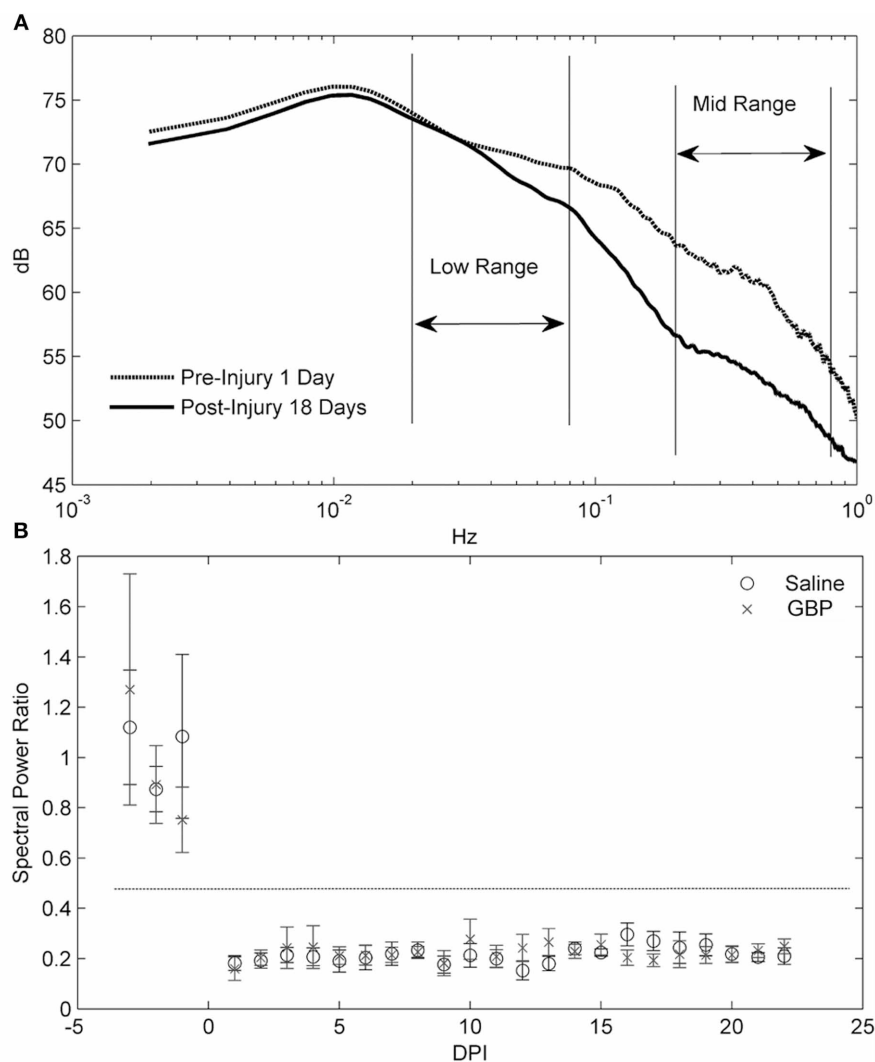 A
80
75
70
65
60
55
50
45
dB
Mid Range
Low Range
Pre-Injury 1 Day
Post-Injury 18 Days
10^-3
10^-2
10^-1
10^0
Hz
B
1.8
1.6
1.4
1.2
1
0.8
0.6
0.4
0.2
0
Spectral Power Ratio
Saline
GBP
-5
0
5
10
15
20
25
DPI